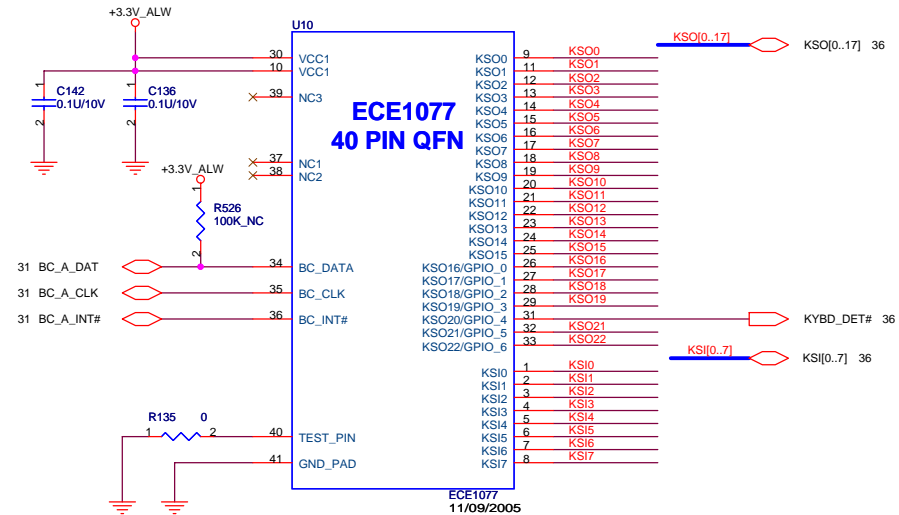 +3.3V_ALW
U10
KSO[0..17]
KSO[0..17] 36
30 VCC1
10 VCC1
39 NC3
37 NC1
38 NC2
1
C142
0.1U/10V
2
1
C136
0.1U/10V
2
ECE1077
40 PIN QFN
+3.3V_ALW
1
R526
100K_NC
2
31 BC_A_DAT
34 BC_DATA
31 BC_A_CLK
35 BC_CLK
31 BC_A_INT#
36 BC_INT#
R135 0
1 2
40 TEST_PIN
41 GND_PAD
KSO0 9 KSO0
KSO1 11 KSO1
KSO2 12 KSO2
KSO3 13 KSO3
KSO4 14 KSO4
KSO5 15 KSO5
KSO6 16 KSO6
KSO7 17 KSO7
KSO8 18 KSO8
KSO9 19 KSO9
KSO10 20 KSO10
KSO11 21 KSO11
KSO12 22 KSO12
KSO13 23 KSO13
KSO14 24 KSO14
KSO15 25 KSO15
KSO16/GPIO_0 26 KSO16
KSO17/GPIO_1 27 KSO17
KSO18/GPIO_2 28 KSO18
KSO19/GPIO_3 29 KSO19
KSO20/GPIO_4 31
KYBD_DET# 36
KSO21/GPIO_5 32 KSO21
KSO22/GPIO_6 33 KSO22
KSI[0..7]
KSI[0..7] 36
KSI0 1 KSI0
KSI1 2 KSI1
KSI2 3 KSI2
KSI3 4 KSI3
KSI4 5 KSI4
KSI5 6 KSI5
KSI6 7 KSI6
KSI7 8 KSI7
ECE1077
11/09/2005